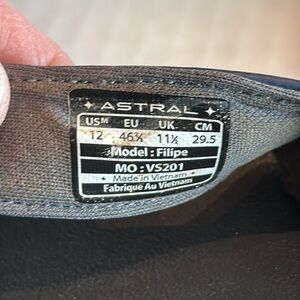 ASTRAL
USᴹ EU UK CM
12 46⅔ 11½ 29.5
Model : Filipe
MO : VS201
Made in Vietnam
Fabrique Au Vietnam